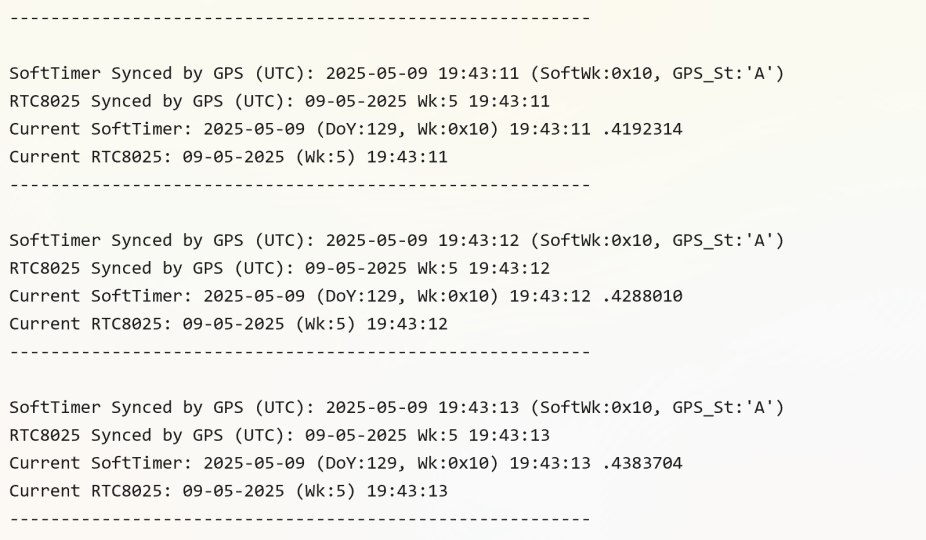 ---------------------------------------------------------
SoftTimer Synced by GPS (UTC): 2025-05-09 19:43:11 (SoftWk:0x10, GPS_St:'A')
RTC8025 Synced by GPS (UTC): 09-05-2025 Wk:5 19:43:11
Current SoftTimer: 2025-05-09 (DoY:129, Wk:0x10) 19:43:11 .4192314
Current RTC8025: 09-05-2025 (Wk:5) 19:43:11
---------------------------------------------------------
SoftTimer Synced by GPS (UTC): 2025-05-09 19:43:12 (SoftWk:0x10, GPS_St:'A')
RTC8025 Synced by GPS (UTC): 09-05-2025 Wk:5 19:43:12
Current SoftTimer: 2025-05-09 (DoY:129, Wk:0x10) 19:43:12 .4288010
Current RTC8025: 09-05-2025 (Wk:5) 19:43:12
---------------------------------------------------------
SoftTimer Synced by GPS (UTC): 2025-05-09 19:43:13 (SoftWk:0x10, GPS_St:'A')
RTC8025 Synced by GPS (UTC): 09-05-2025 Wk:5 19:43:13
Current SoftTimer: 2025-05-09 (DoY:129, Wk:0x10) 19:43:13 .4383704
Current RTC8025: 09-05-2025 (Wk:5) 19:43:13
---------------------------------------------------------